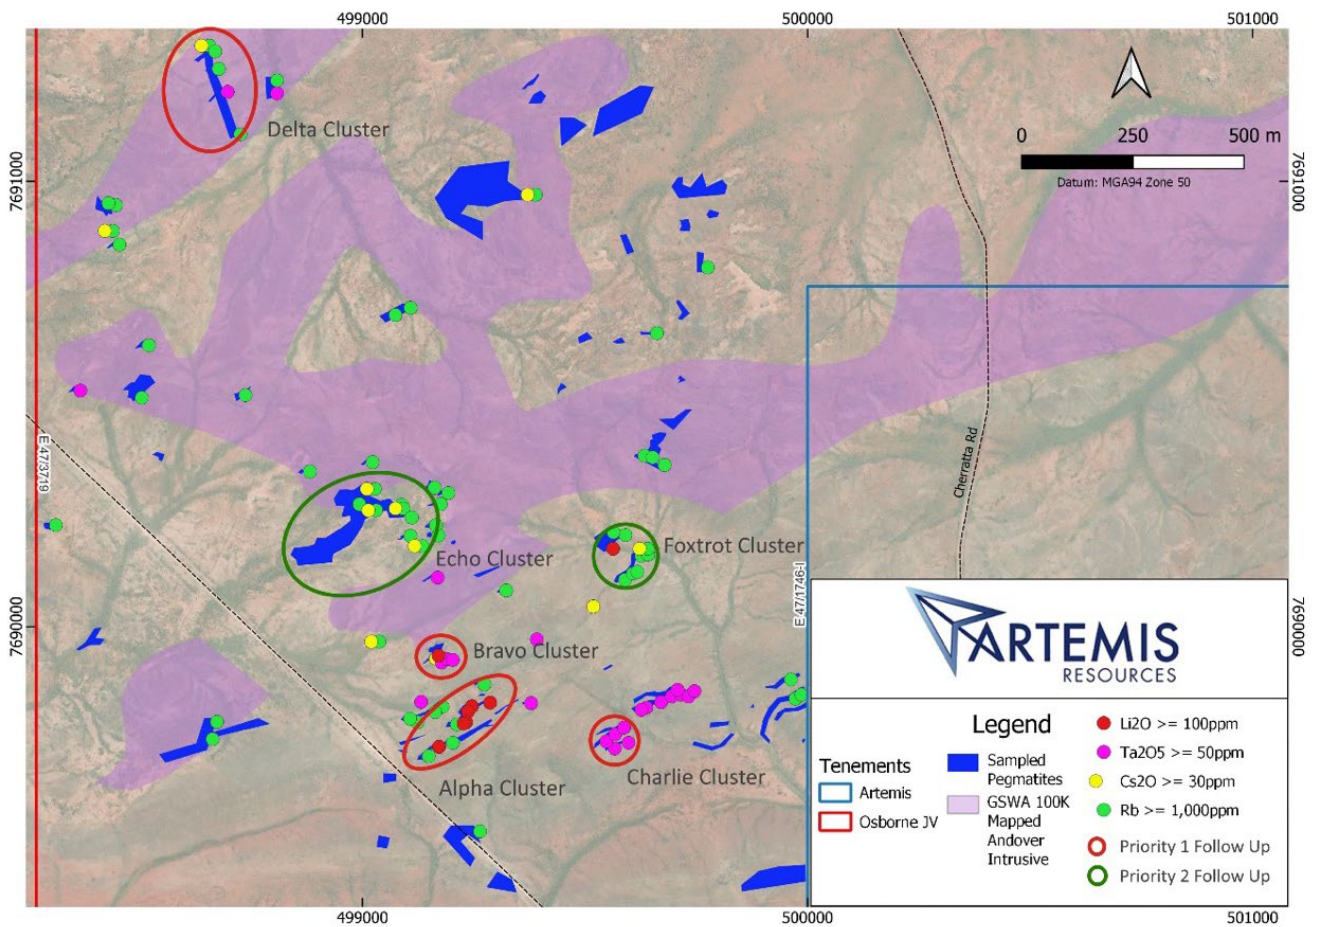 499000
500000
501000
Delta Cluster
0
250
500 m
Datum: MGA94 Zone 50
7691000
7691000
E 47/3719
Cherratta Rd
Echo Cluster
Foxtrot Cluster
E 47/1746-I
7690000
7690000
Bravo Cluster
Alpha Cluster
Charlie Cluster
ARTEMIS
RESOURCES
Legend
Tenements
Artemis
Osborne JV
Sampled
Pegmatites
GSWA 100K
Mapped
Andover
Intrusive
Li2O >= 100ppm
Ta2O5 >= 50ppm
Cs2O >= 30ppm
Rb >= 1,000ppm
Priority 1 Follow Up
Priority 2 Follow Up
499000
500000
501000